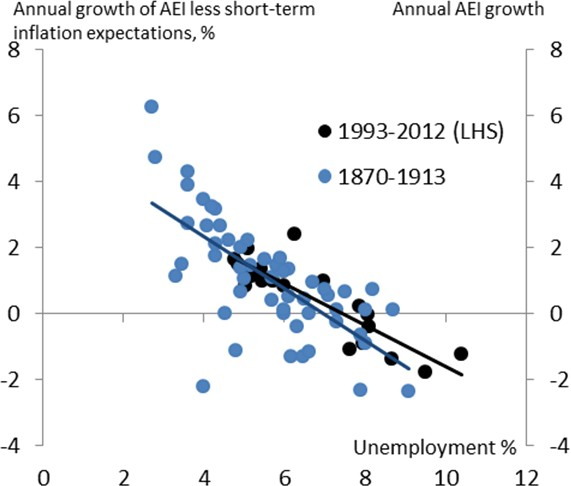 Annual growth of AEI less short-term
inflation expectations, %
Annual AEI growth
8
6
4
2
0
-2
-4
8
6
4
2
0
-2
-4
1993-2012 (LHS)
1870-1913
Unemployment %
0 2 4 6 8 10 12